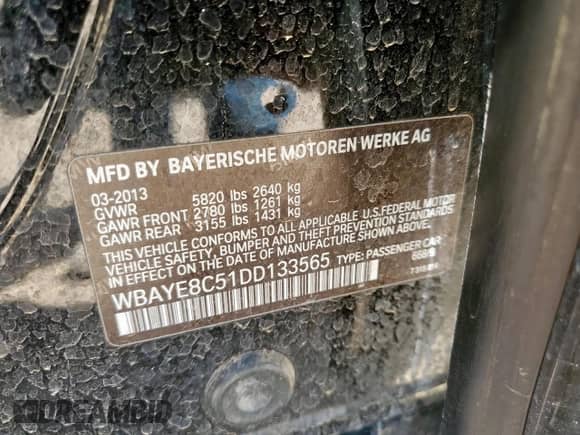 MFD BY BAYERISCHE MOTOREN WERKE AG
03-2013 5820 lbs 2640 kg
GVWR
GAWR FRONT 2780 lbs 1261 kg
GAWR REAR 3155 lbs 1431 kg
THIS VEHICLE CONFORMS TO ALL APPLICABLE U.S. FEDERAL MOTOR
VEHICLE SAFETY, BUMPER AND THEFT PREVENTION STANDARDS
IN EFFECT ON THE DATE OF MANUFACTURE SHOWN ABOVE.
WBAYE8C51DD133565 TYPE: PASSENGER CAR
668/9
DREAMBID